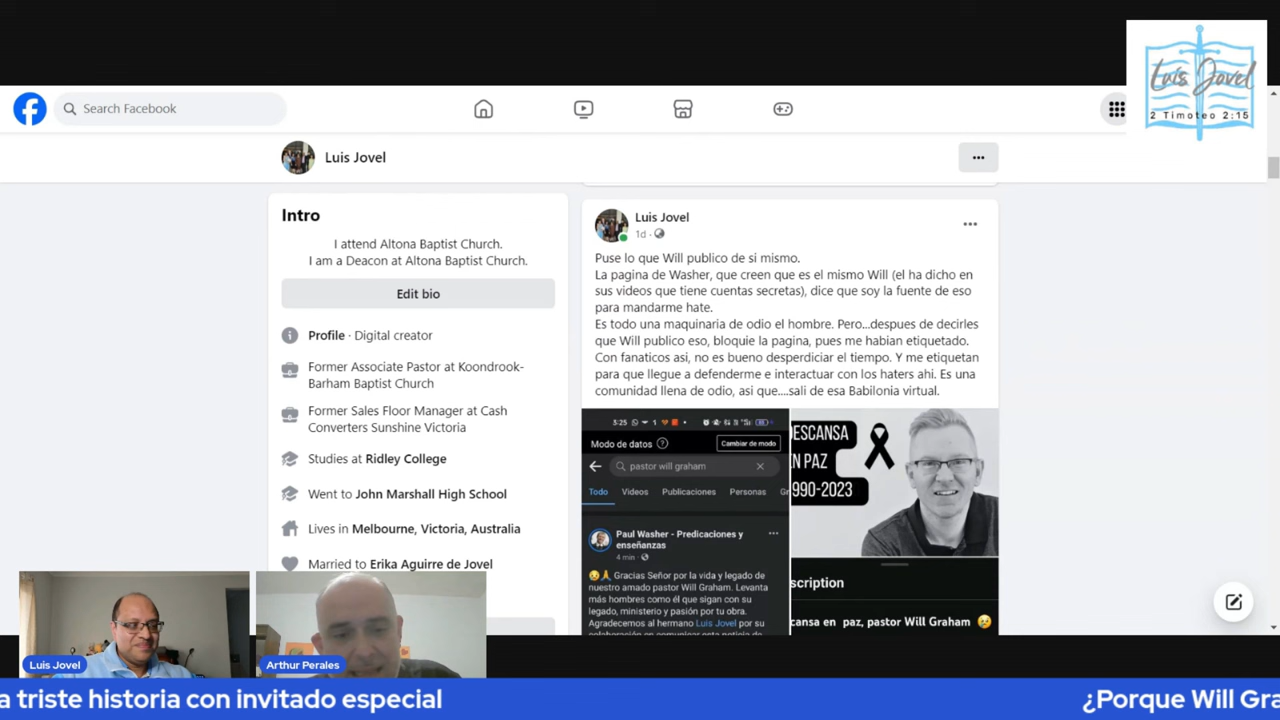 Luis Jovel
2 Timoteo 2:15
Search Facebook
Luis Jovel
Intro
I attend Altona Baptist Church.
I am a Deacon at Altona Baptist Church.
Edit bio
Profile · Digital creator
Former Associate Pastor at Koondrook-
Barham Baptist Church
Former Sales Floor Manager at Cash
Converters Sunshine Victoria
Studies at Ridley College
Went to John Marshall High School
Lives in Melbourne, Victoria, Australia
Married to Erika Aguirre de Jovel
Luis Jovel
1d ·
Puse lo que Will publico de si mismo.
La pagina de Washer, que creen que es el mismo Will (el ha dicho en
sus videos que tiene cuentas secretas), dice que soy la fuente de eso
para mandarme hate.
Es todo una maquinaria de odio el hombre. Pero...despues de decirles
que Will publico eso, bloquie la pagina, pues me habian etiquetado.
Con fanaticos asi, no es bueno desperdiciar el tiempo. Y me etiquetan
para que llegue a defenderme e interactuar con los haters ahi. Es una
comunidad llena de odio, asi que....sali de esa Babilonia virtual.
3:25
Modo de datos
Cambiar de modo
pastor will graham
Todo Videos Publicaciones Personas
Paul Washer - Predicaciones y
enseñanzas
4 min ·
Gracias Señor por la vida y legado de
nuestro amado pastor Will Graham. Levanta
más hombres como él que sigan con su
legado, ministerio y pasión por tu obra.
Agradecemos al hermano Luis Jovel por su
ESCANSA
N PAZ
990-2023
scription
cansa en paz, pastor Will Graham
Luis Jovel
Arthur Perales
a triste historia con invitado especial
¿Porque Will Gra